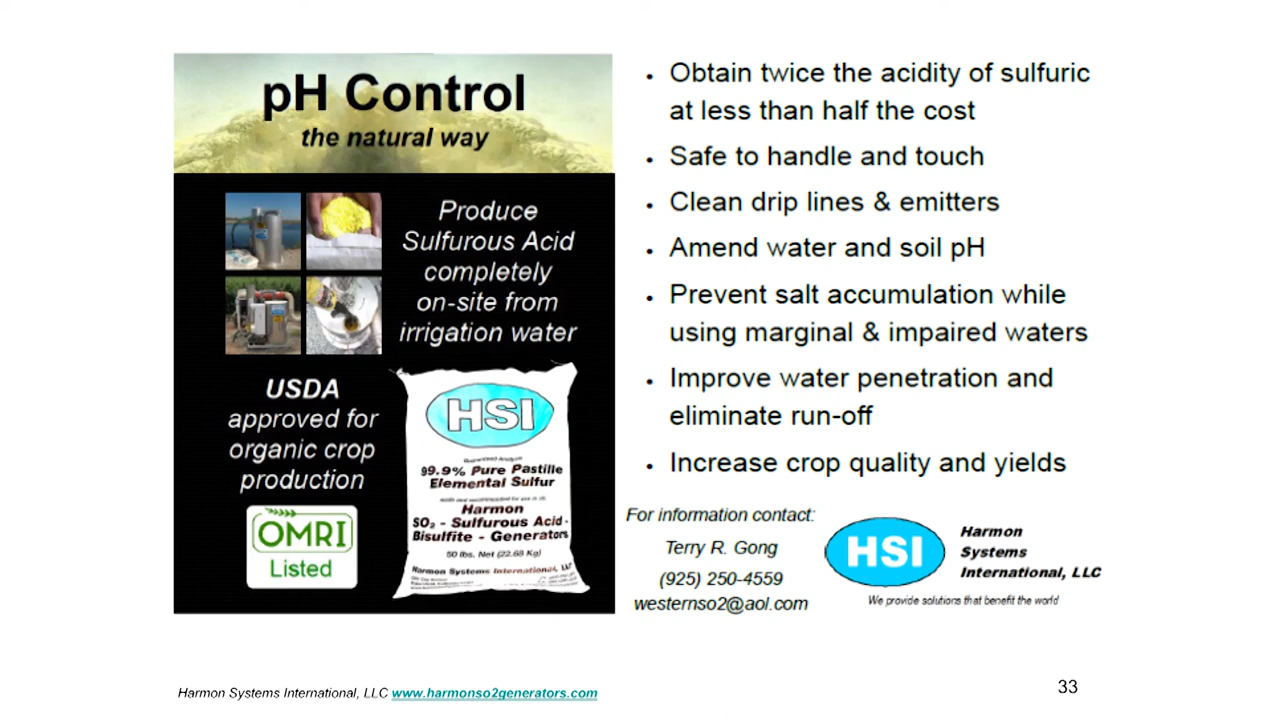 pH Control
the natural way
Produce
Sulfurous Acid
completely
on-site from
irrigation water
USDA
approved for
organic crop
production
OMRI
Listed
HSI
Guaranteed Analysis
99.9% Pure Pastille
Elemental Sulfur
Harmon
SO₂ - Sulfurous Acid -
Bisulfite - Generators
50 lbs. Net (22.68 Kg)
Harmon Systems International, LLC
• Obtain twice the acidity of sulfuric
at less than half the cost
• Safe to handle and touch
• Clean drip lines & emitters
• Amend water and soil pH
• Prevent salt accumulation while
using marginal & impaired waters
• Improve water penetration and
eliminate run-off
• Increase crop quality and yields
For information contact:
Terry R. Gong
(925) 250-4559
westernso2@aol.com
HSI
Harmon
Systems
International, LLC
We provide solutions that benefit the world
Harmon Systems International, LLC www.harmonso2generators.com
33